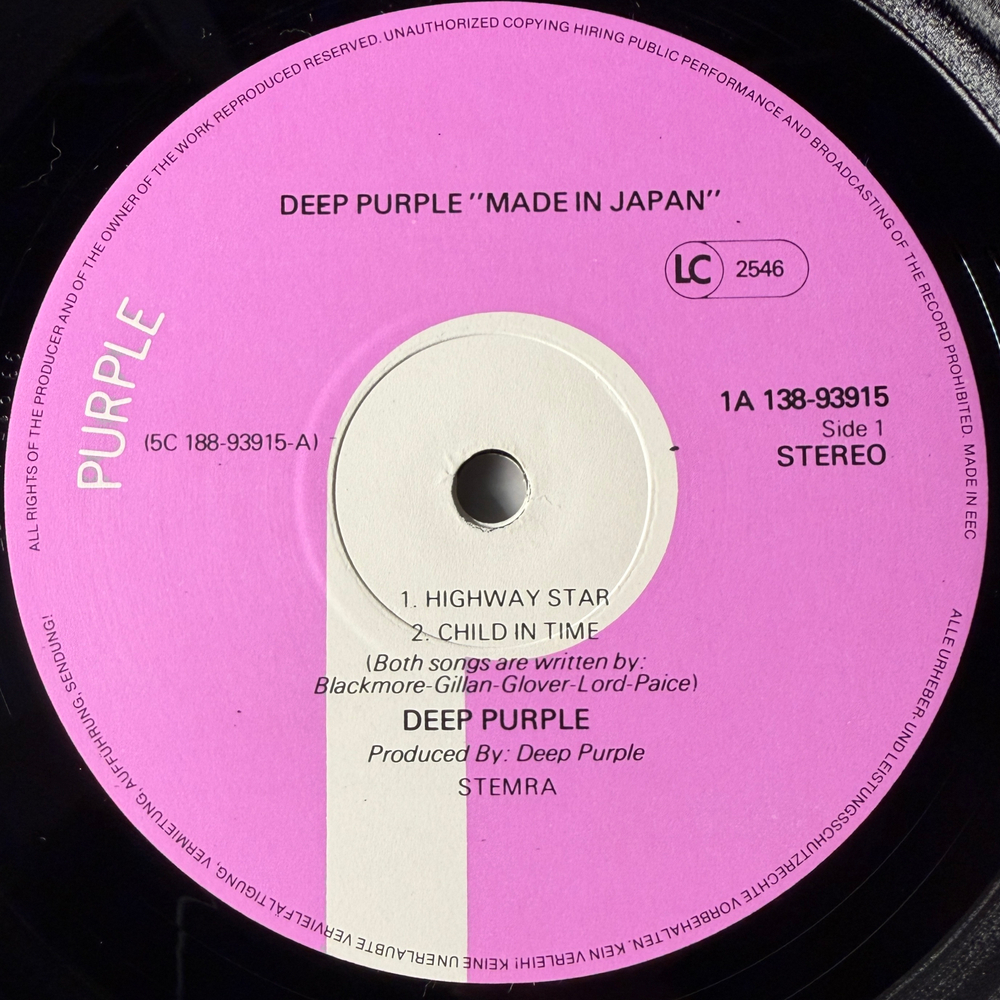 ALL RIGHTS OF THE PRODUCER AND OF THE OWNER OF THE WORK REPRODUCED RESERVED. UNAUTHORIZED COPYING HIRING PUBLIC PERFORMANCE AND BROADCASTING OF THE RECORD PROHIBITED. MADE IN EEC
DEEP PURPLE "MADE IN JAPAN"
LC 2546
PURPLE
(5C 188-93915-A)
1A 138-93915
Side 1
STEREO
1. HIGHWAY STAR
2. CHILD IN TIME
(Both songs are written by:
Blackmore-Gillan-Glover-Lord-Paice)
DEEP PURPLE
Produced By: Deep Purple
STEMRA
ALLE URHEBER- UND LEISTUNGSSCHUTZRECHTE VORBEHALTEN. KEIN VERLEIH! KEINE UNERLAUBTE VERVIELFÄLTIGUNG, VERMIETUNG, AUFFÜHRUNG, SENDUNG!